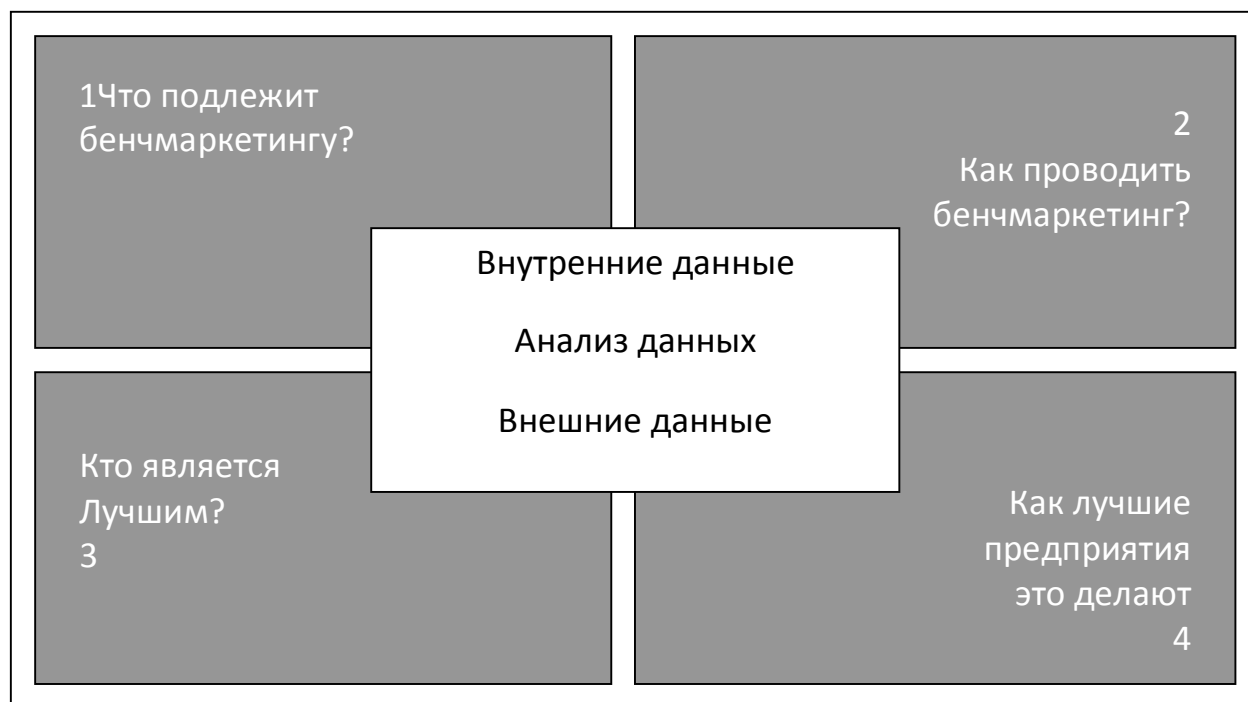 1Что подлежит
бенчмаркетингу?
2
Как проводить
бенчмаркетинг?
Внутренние данные
Анализ данных
Внешние данные
Кто является
Лучшим?
3
Как лучшие
предприятия
это делают
4